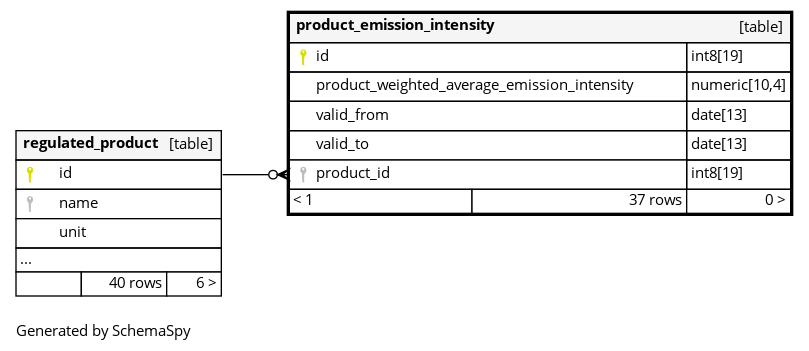 product_emission_intensity [table]
id int8[19]
product_weighted_average_emission_intensity numeric[10,4]
valid_from date[13]
valid_to date[13]
product_id int8[19]
< 1 37 rows 0 >
regulated_product [table]
id
name
unit
...
40 rows 6 >
Generated by SchemaSpy